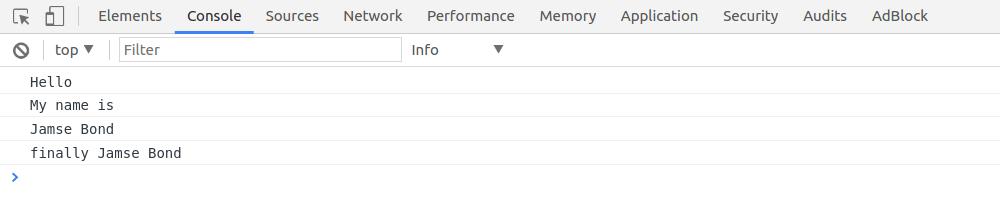 Elements Console Sources Network Performance Memory Application Security Audits AdBlock
top Filter Info
Hello
My name is
Jamse Bond
finally Jamse Bond